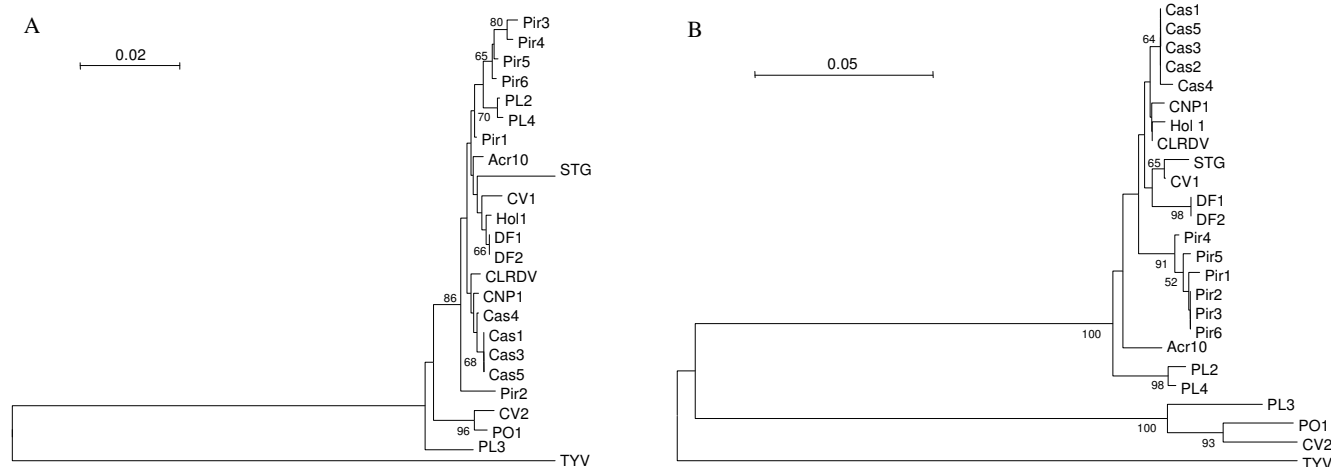 A
0.02
80
Pir3
Pir4
65
Pir5
Pir6
PL2
70
PL4
Pir1
Acr10
STG
CV1
Hol1
DF1
66
DF2
CLRDV
86
CNP1
Cas4
Cas1
Cas3
68
Cas5
Pir2
CV2
96
PO1
PL3
TYV
B
0.05
Cas1
Cas5
64
Cas3
Cas2
Cas4
CNP1
Hol 1
CLRDV
65
STG
CV1
DF1
98
DF2
Pir4
91
Pir5
52
Pir1
Pir2
Pir3
Pir6
100
Acr10
PL2
98
PL4
PL3
100
PO1
93
CV2
TYV